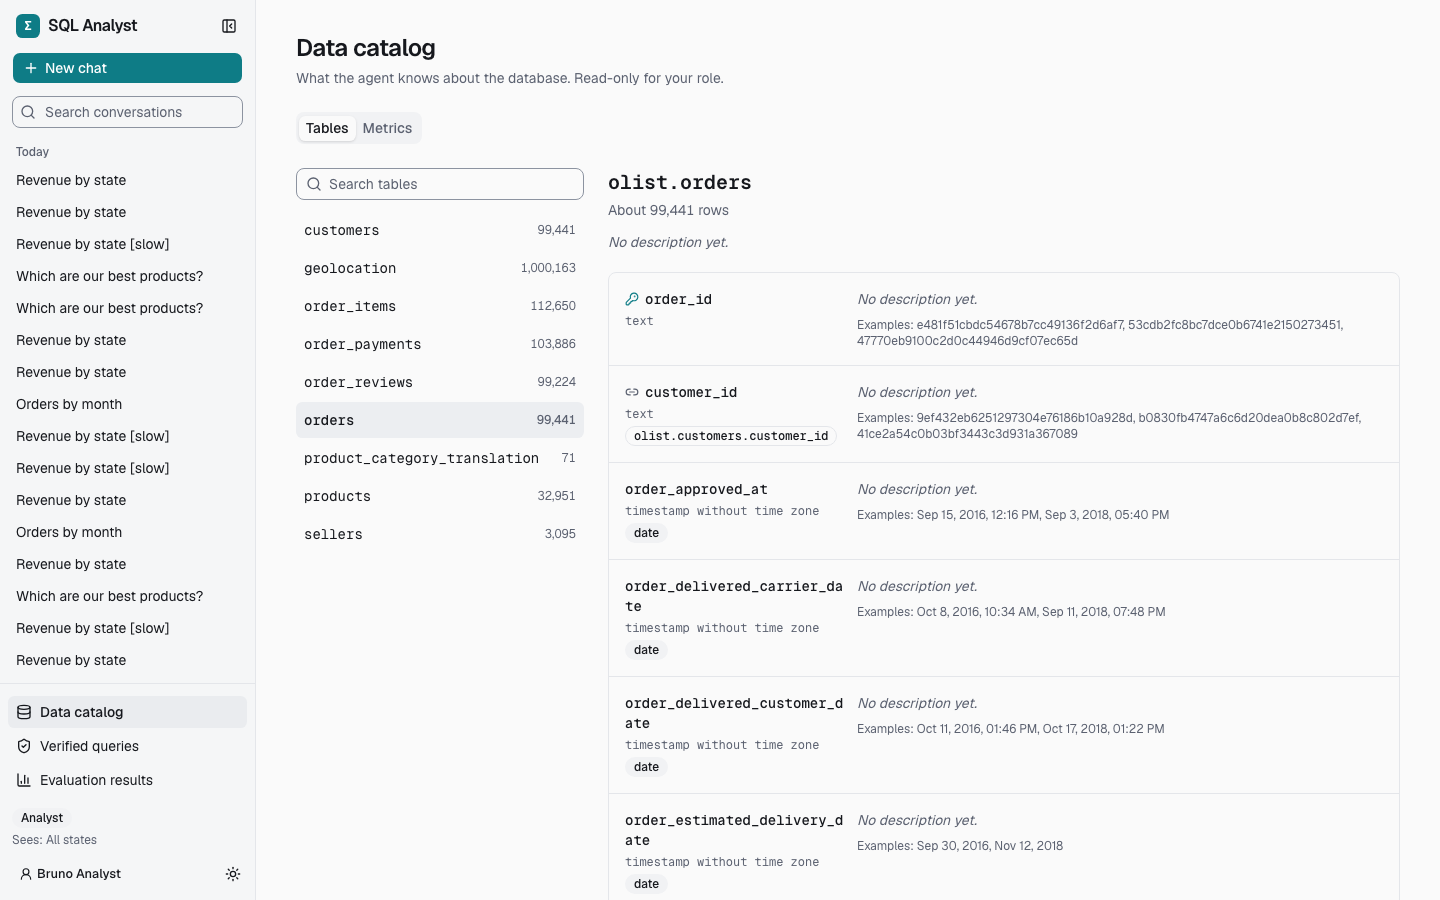 Σ SQL Analyst
New chat
Search conversations
Today
Revenue by state
Revenue by state
Revenue by state [slow]
Which are our best products?
Which are our best products?
Revenue by state
Revenue by state
Orders by month
Revenue by state [slow]
Revenue by state [slow]
Revenue by state
Orders by month
Revenue by state
Which are our best products?
Revenue by state [slow]
Revenue by state
Data catalog
Verified queries
Evaluation results
Analyst
Sees: All states
Bruno Analyst
Data catalog
What the agent knows about the database. Read-only for your role.
Tables Metrics
Search tables
customers 99,441
geolocation 1,000,163
order_items 112,650
order_payments 103,886
order_reviews 99,224
orders 99,441
product_category_translation 71
products 32,951
sellers 3,095
olist.orders
About 99,441 rows
No description yet.
order_id
text
No description yet.
Examples: e481f51cbdc54678b7cc49136f2d6af7, 53cdb2fc8bc7dce0b6741e2150273451,
47770eb9100c2d0c44946d9cf07ec65d
customer_id
text
olist.customers.customer_id
No description yet.
Examples: 9ef432eb6251297304e76186b10a928d, b0830fb4747a6c6d20dea0b8c802d7ef,
41ce2a54c0b03bf3443c3d931a367089
order_approved_at
timestamp without time zone
date
No description yet.
Examples: Sep 15, 2016, 12:16 PM, Sep 3, 2018, 05:40 PM
order_delivered_carrier_da
te
timestamp without time zone
date
No description yet.
Examples: Oct 8, 2016, 10:34 AM, Sep 11, 2018, 07:48 PM
order_delivered_customer_d
ate
timestamp without time zone
date
No description yet.
Examples: Oct 11, 2016, 01:46 PM, Oct 17, 2018, 01:22 PM
order_estimated_delivery_d
ate
timestamp without time zone
date
No description yet.
Examples: Sep 30, 2016, Nov 12, 2018